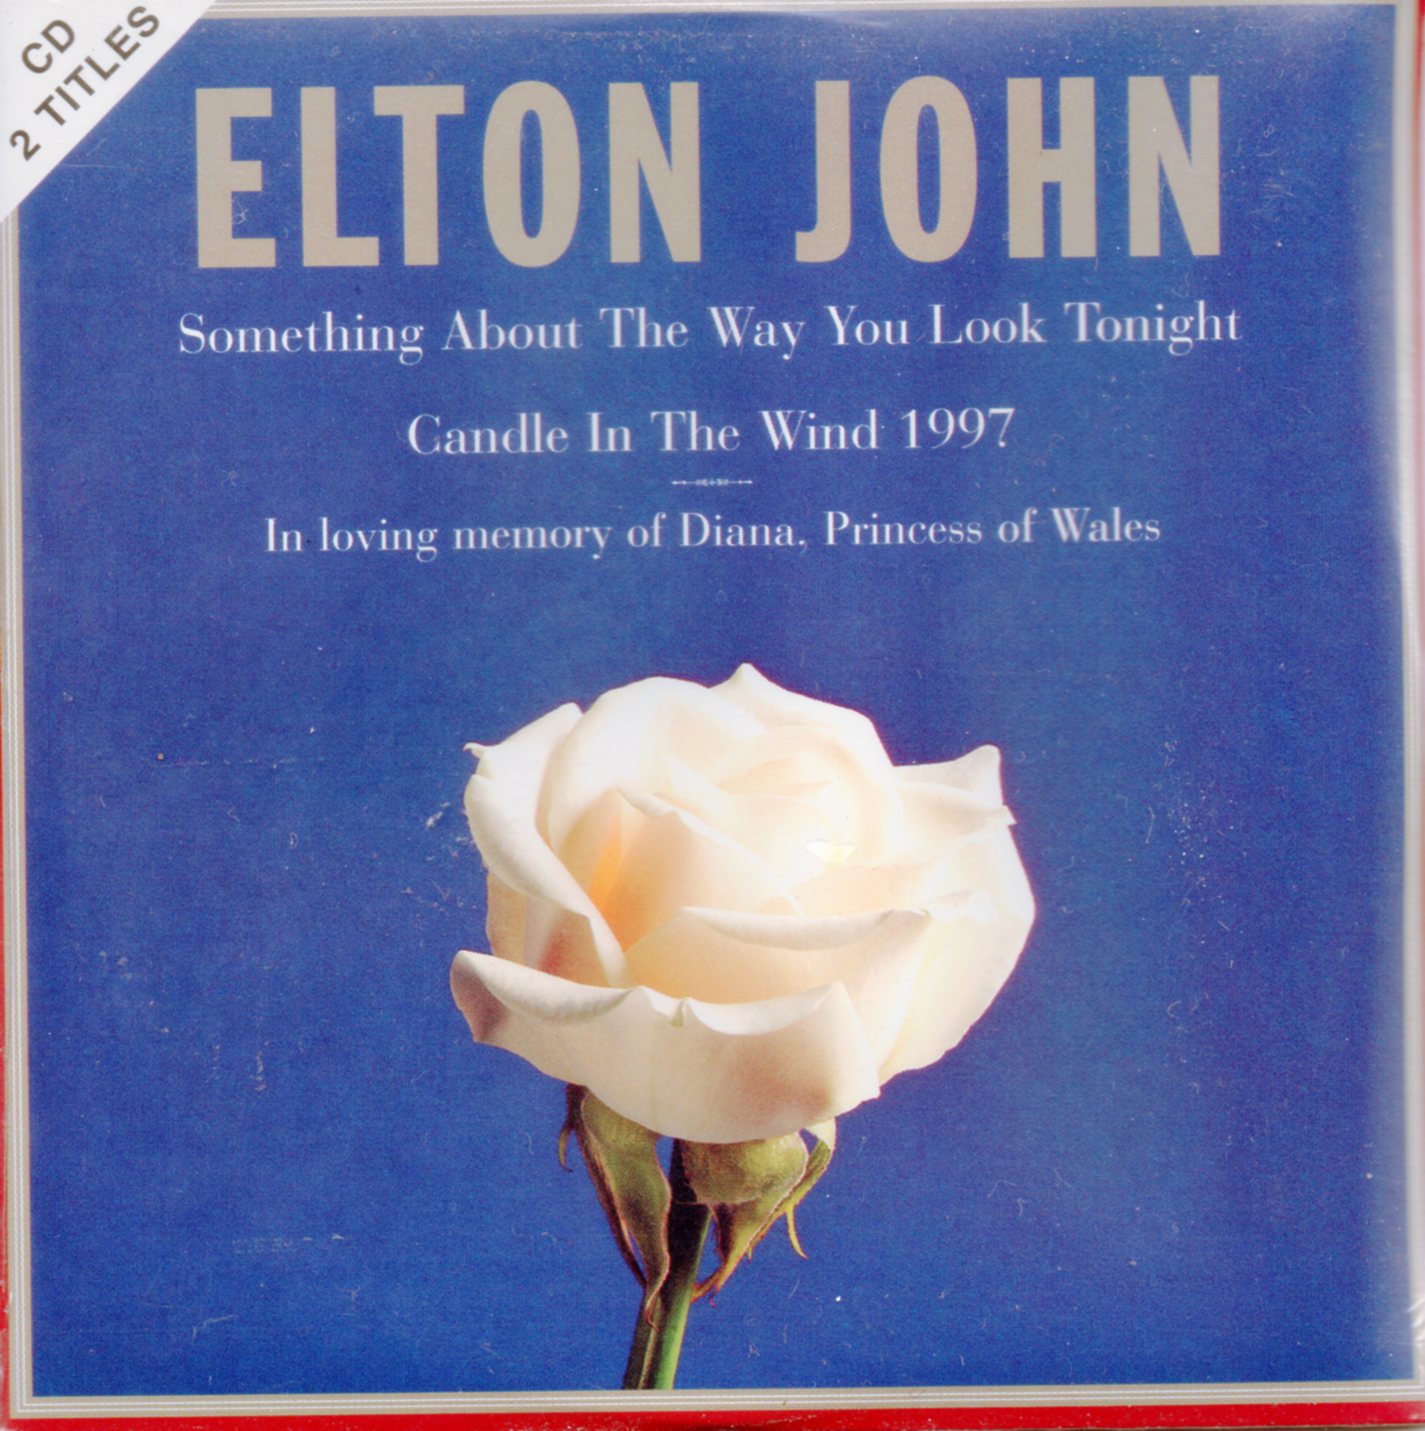 CD
2 TITLES
ELTON JOHN
Something About The Way You Look Tonight
Candle In The Wind 1997
In loving memory of Diana, Princess of Wales